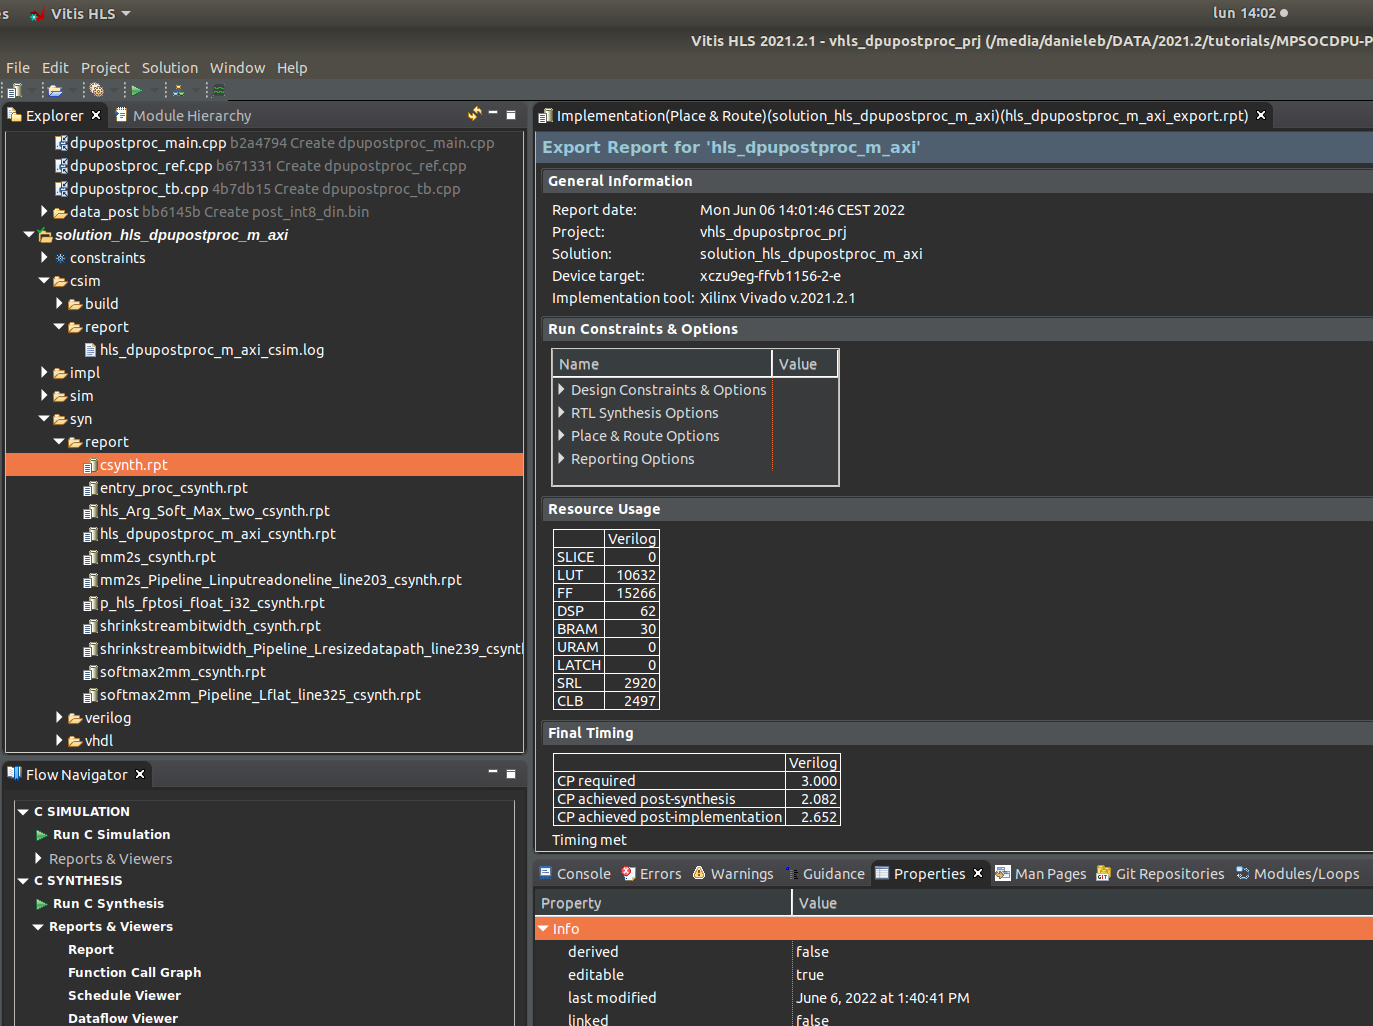 es Vitis HLS lun 14:02
Vitis HLS 2021.2.1 - vhls_dpupostproc_prj (/media/danieleb/DATA/2021.2/tutorials/MPSOCDPU-P
File Edit Project Solution Window Help
Explorer Module Hierarchy
dpupostproc_main.cpp b2a4794 Create dpupostproc_main.cpp
dpupostproc_ref.cpp b671331 Create dpupostproc_ref.cpp
dpupostproc_tb.cpp 4b7db15 Create dpupostproc_tb.cpp
data_post bb6145b Create post_int8_din.bin
solution_hls_dpupostproc_m_axi
constraints
csim
build
report
hls_dpupostproc_m_axi_csim.log
impl
sim
syn
report
csynth.rpt
entry_proc_csynth.rpt
hls_Arg_Soft_Max_two_csynth.rpt
hls_dpupostproc_m_axi_csynth.rpt
mm2s_csynth.rpt
mm2s_Pipeline_Linputreadoneline_line203_csynth.rpt
p_hls_fptosi_float_i32_csynth.rpt
shrinkstreambitwidth_csynth.rpt
shrinkstreambitwidth_Pipeline_Lresizedatapath_line239_csynth
softmax2mm_csynth.rpt
softmax2mm_Pipeline_Lflat_line325_csynth.rpt
verilog
vhdl
Flow Navigator
C SIMULATION
Run C Simulation
Reports & Viewers
C SYNTHESIS
Run C Synthesis
Reports & Viewers
Report
Function Call Graph
Schedule Viewer
Dataflow Viewer
Implementation(Place & Route)(solution_hls_dpupostproc_m_axi)(hls_dpupostproc_m_axi_export.rpt)
Export Report for 'hls_dpupostproc_m_axi'
General Information
Report date: Mon Jun 06 14:01:46 CEST 2022
Project: vhls_dpupostproc_prj
Solution: solution_hls_dpupostproc_m_axi
Device target: xczu9eg-ffvb1156-2-e
Implementation tool: Xilinx Vivado v.2021.2.1
Run Constraints & Options
Name Value
Design Constraints & Options
RTL Synthesis Options
Place & Route Options
Reporting Options
Resource Usage
Verilog
SLICE 0
LUT 10632
FF 15266
DSP 62
BRAM 30
URAM 0
LATCH 0
SRL 2920
CLB 2497
Final Timing
Verilog
CP required 3.000
CP achieved post-synthesis 2.082
CP achieved post-implementation 2.652
Timing met
Console Errors Warnings Guidance Properties Man Pages Git Repositories Modules/Loops
Property Value
Info
derived false
editable true
last modified June 6, 2022 at 1:40:41 PM
linked false